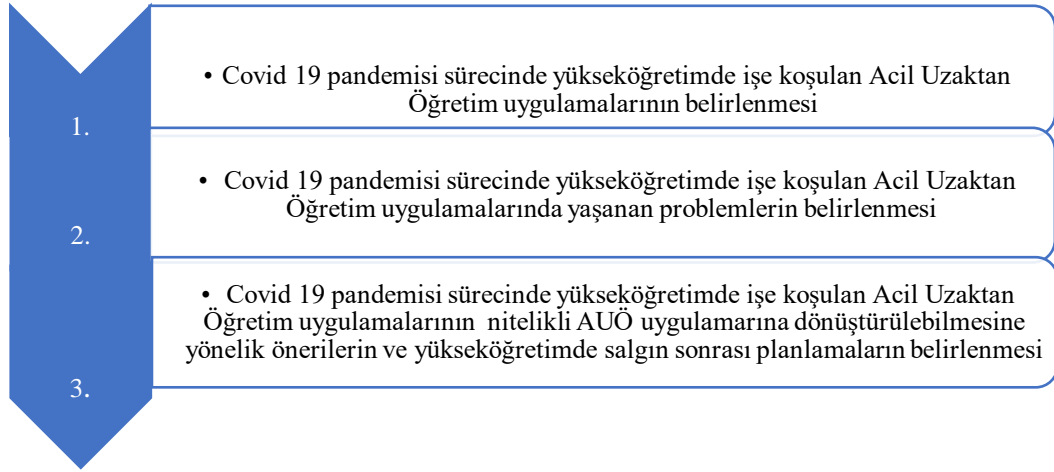 1.
• Covid 19 pandemisi sürecinde yükseköğretimde işe koşulan Acil Uzaktan
Öğretim uygulamalarının belirlenmesi
2.
• Covid 19 pandemisi sürecinde yükseköğretimde işe koşulan Acil Uzaktan
Öğretim uygulamalarında yaşanan problemlerin belirlenmesi
3.
• Covid 19 pandemisi sürecinde yükseköğretimde işe koşulan Acil Uzaktan
Öğretim uygulamalarının nitelikli AUÖ uygulamarına dönüştürülebilmesine
yönelik önerilerin ve yükseköğretimde salgın sonrası planlamaların belirlenmesi